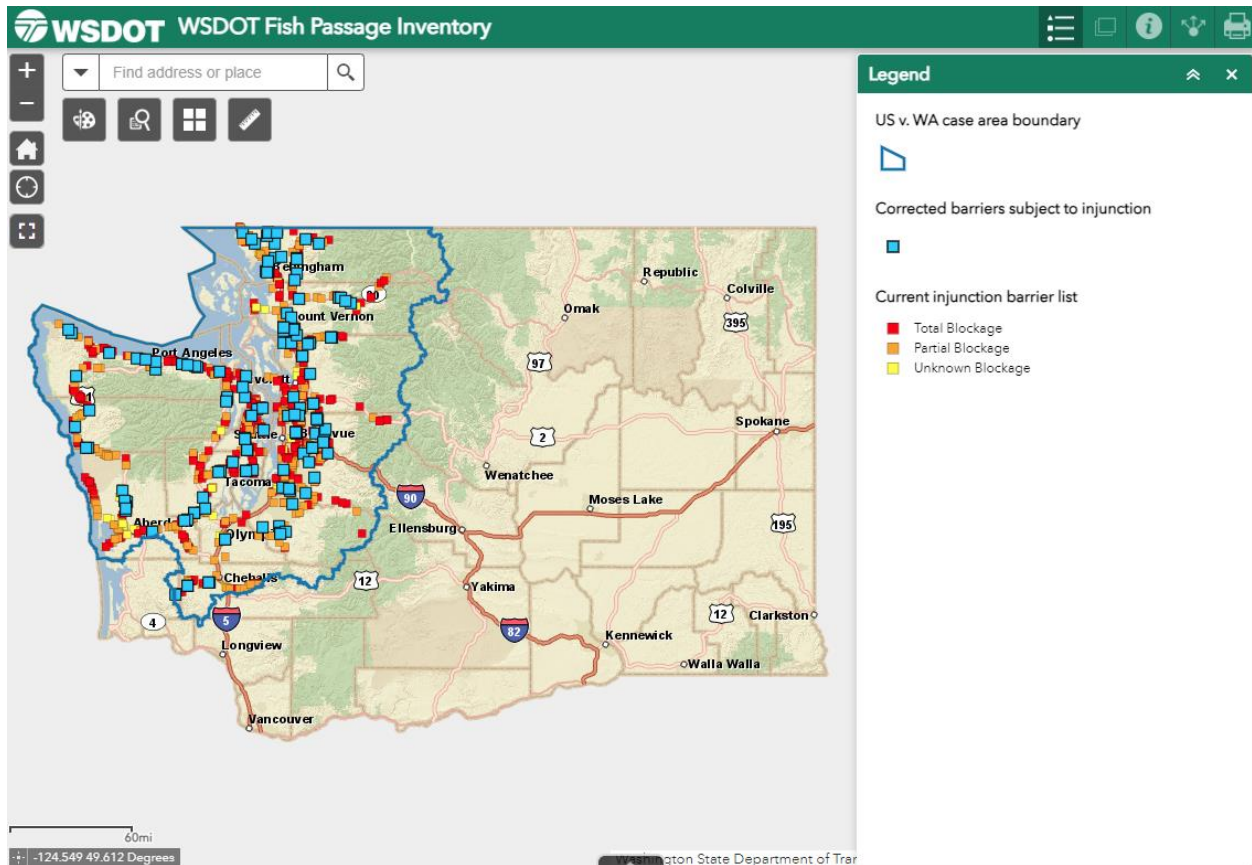 WSDOT WSDOT Fish Passage Inventory
Find address or place
Legend
US v. WA case area boundary
Corrected barriers subject to injunction
Current injunction barrier list
Total Blockage
Partial Blockage
Unknown Blockage
Republic
Colville
Omak
395
Port Angeles
97
Spokane
2
Wenatchee
Tacoma
90
Moses Lake
195
Ellensburg
12
Yakima
4
5
82
12
Clarkston
Longview
Kennewick
Walla Walla
Vancouver
60mi
-124.549 49.612 Degrees